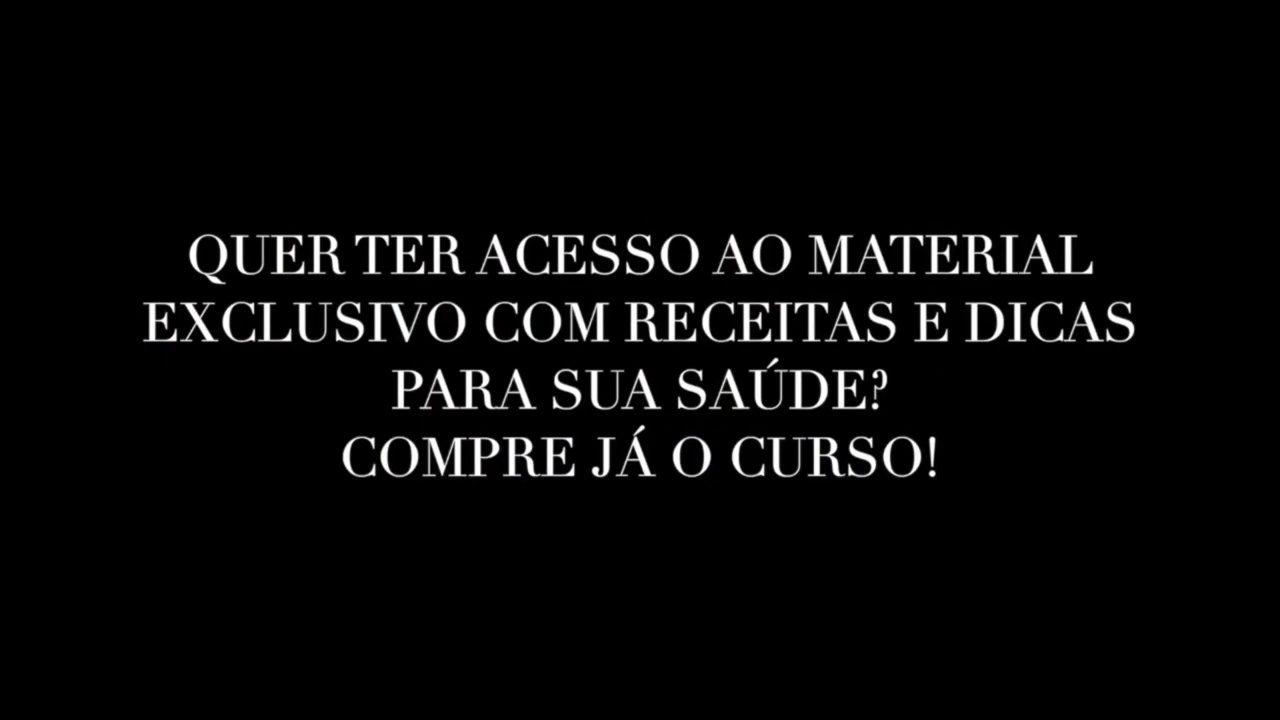 QUER TER ACESSO AO MATERIAL
EXCLUSIVO COM RECEITAS E DICAS
PARA SUA SAÚDE?
COMPRE JÁ O CURSO!